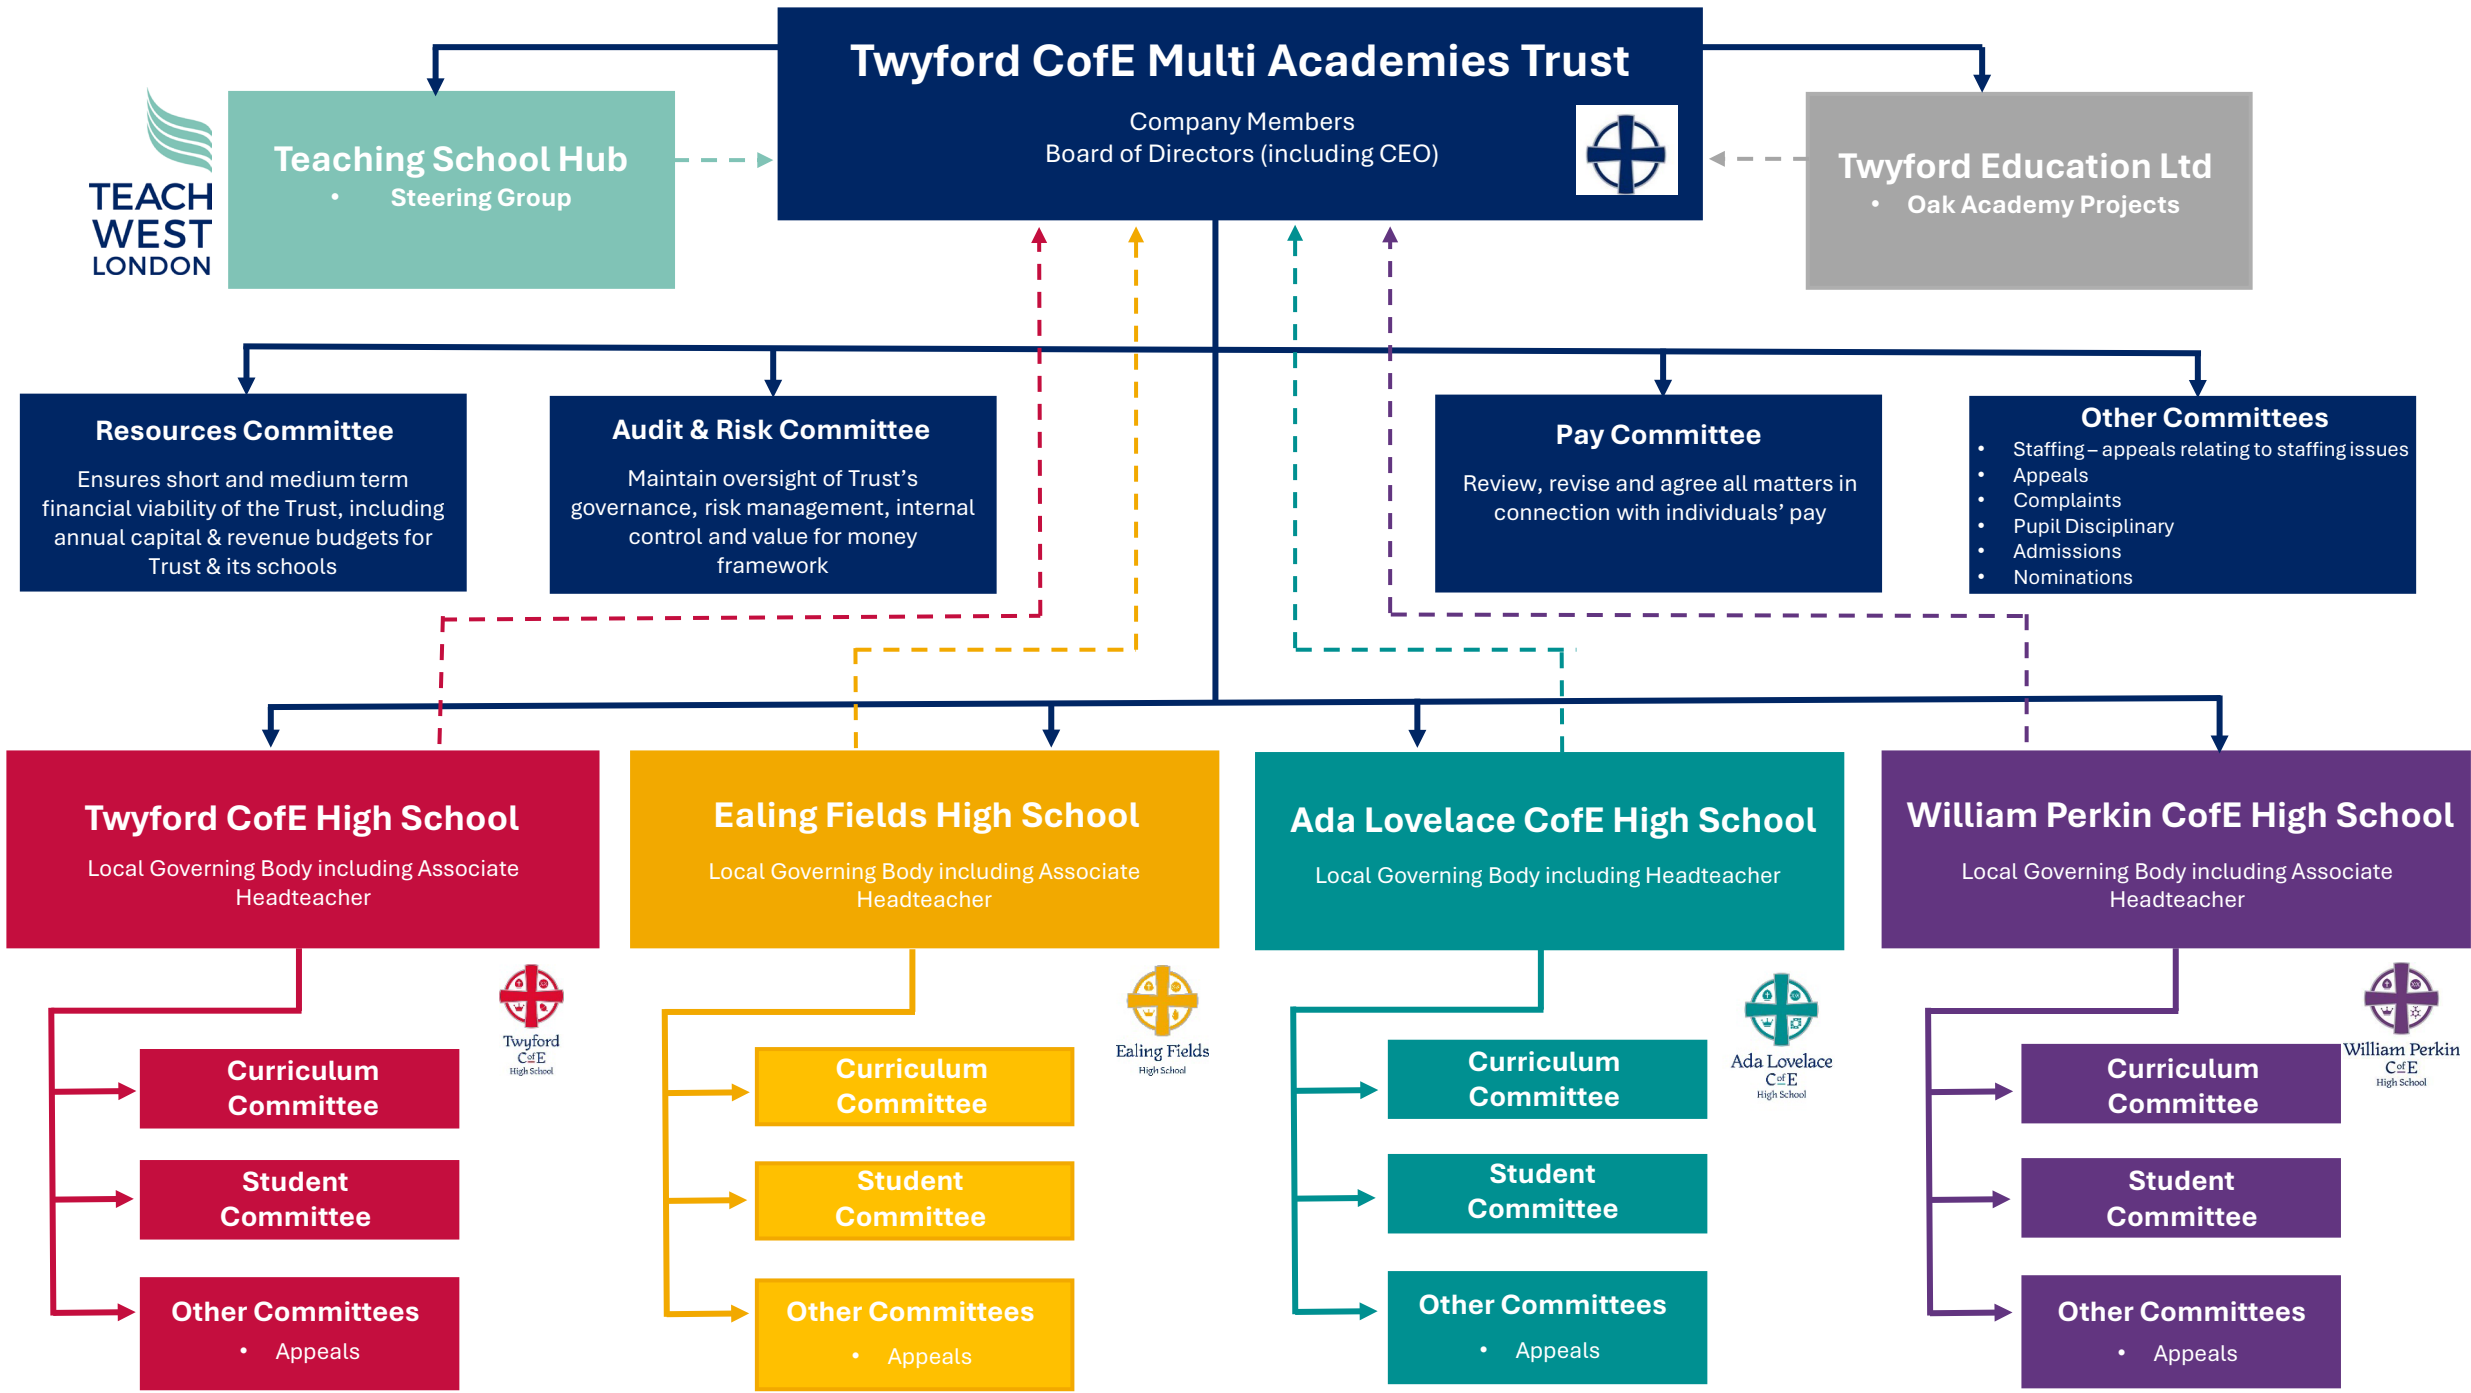 Twyford CofE Multi Academies Trust
Company Members
Board of Directors (including CEO)
TEACH
WEST
LONDON
Teaching School Hub
• Steering Group
Twyford Education Ltd
• Oak Academy Projects
Resources Committee
Ensures short and medium term
financial viability of the Trust, including
annual capital & revenue budgets for
Trust & its schools
Audit & Risk Committee
Maintain oversight of Trust’s
governance, risk management, internal
control and value for money
framework
Pay Committee
Review, revise and agree all matters in
connection with individuals’ pay
Other Committees
• Staffing – appeals relating to staffing issues
• Appeals
• Complaints
• Pupil Disciplinary
• Admissions
• Nominations
Twyford CofE High School
Local Governing Body including Associate
Headteacher
Ealing Fields High School
Local Governing Body including Associate
Headteacher
Ada Lovelace CofE High School
Local Governing Body including Headteacher
William Perkin CofE High School
Local Governing Body including Associate
Headteacher
Twyford
CofE
High School
Curriculum
Committee
Student
Committee
Other Committees
• Appeals
Ealing Fields
High School
Curriculum
Committee
Student
Committee
Other Committees
• Appeals
Ada Lovelace
CofE
High School
Curriculum
Committee
Student
Committee
Other Committees
• Appeals
William Perkin
CofE
High School
Curriculum
Committee
Student
Committee
Other Committees
• Appeals